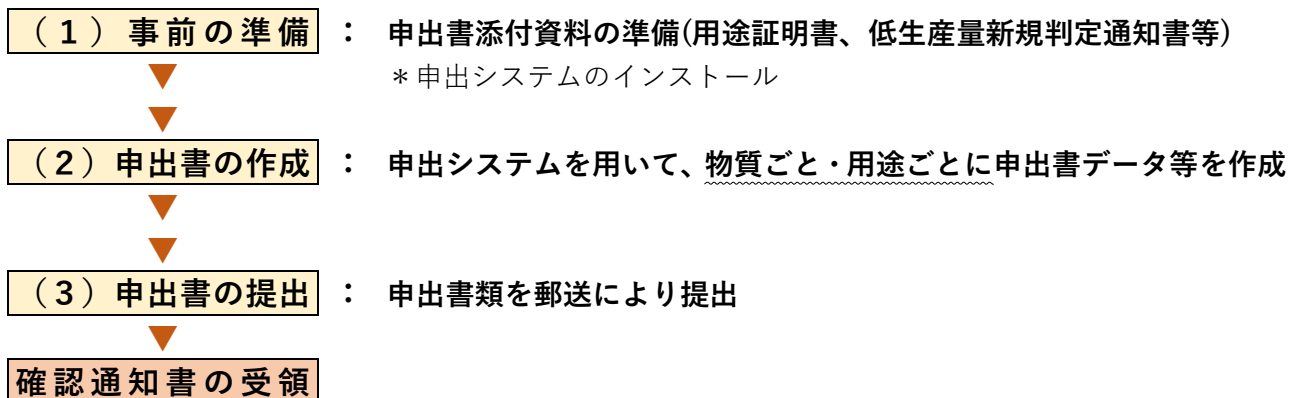 （１）事前の準備 ： 申出書添付資料の準備(用途証明書、低生産量新規判定通知書等)
＊申出システムのインストール
（２）申出書の作成 ： 申出システムを用いて、物質ごと・用途ごとに申出書データ等を作成
（３）申出書の提出 ： 申出書類を郵送により提出
確認通知書の受領